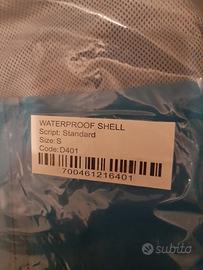 WATERPROOF SHELL
Script: Standard
Size: S
Code: D401
700461216401
subito